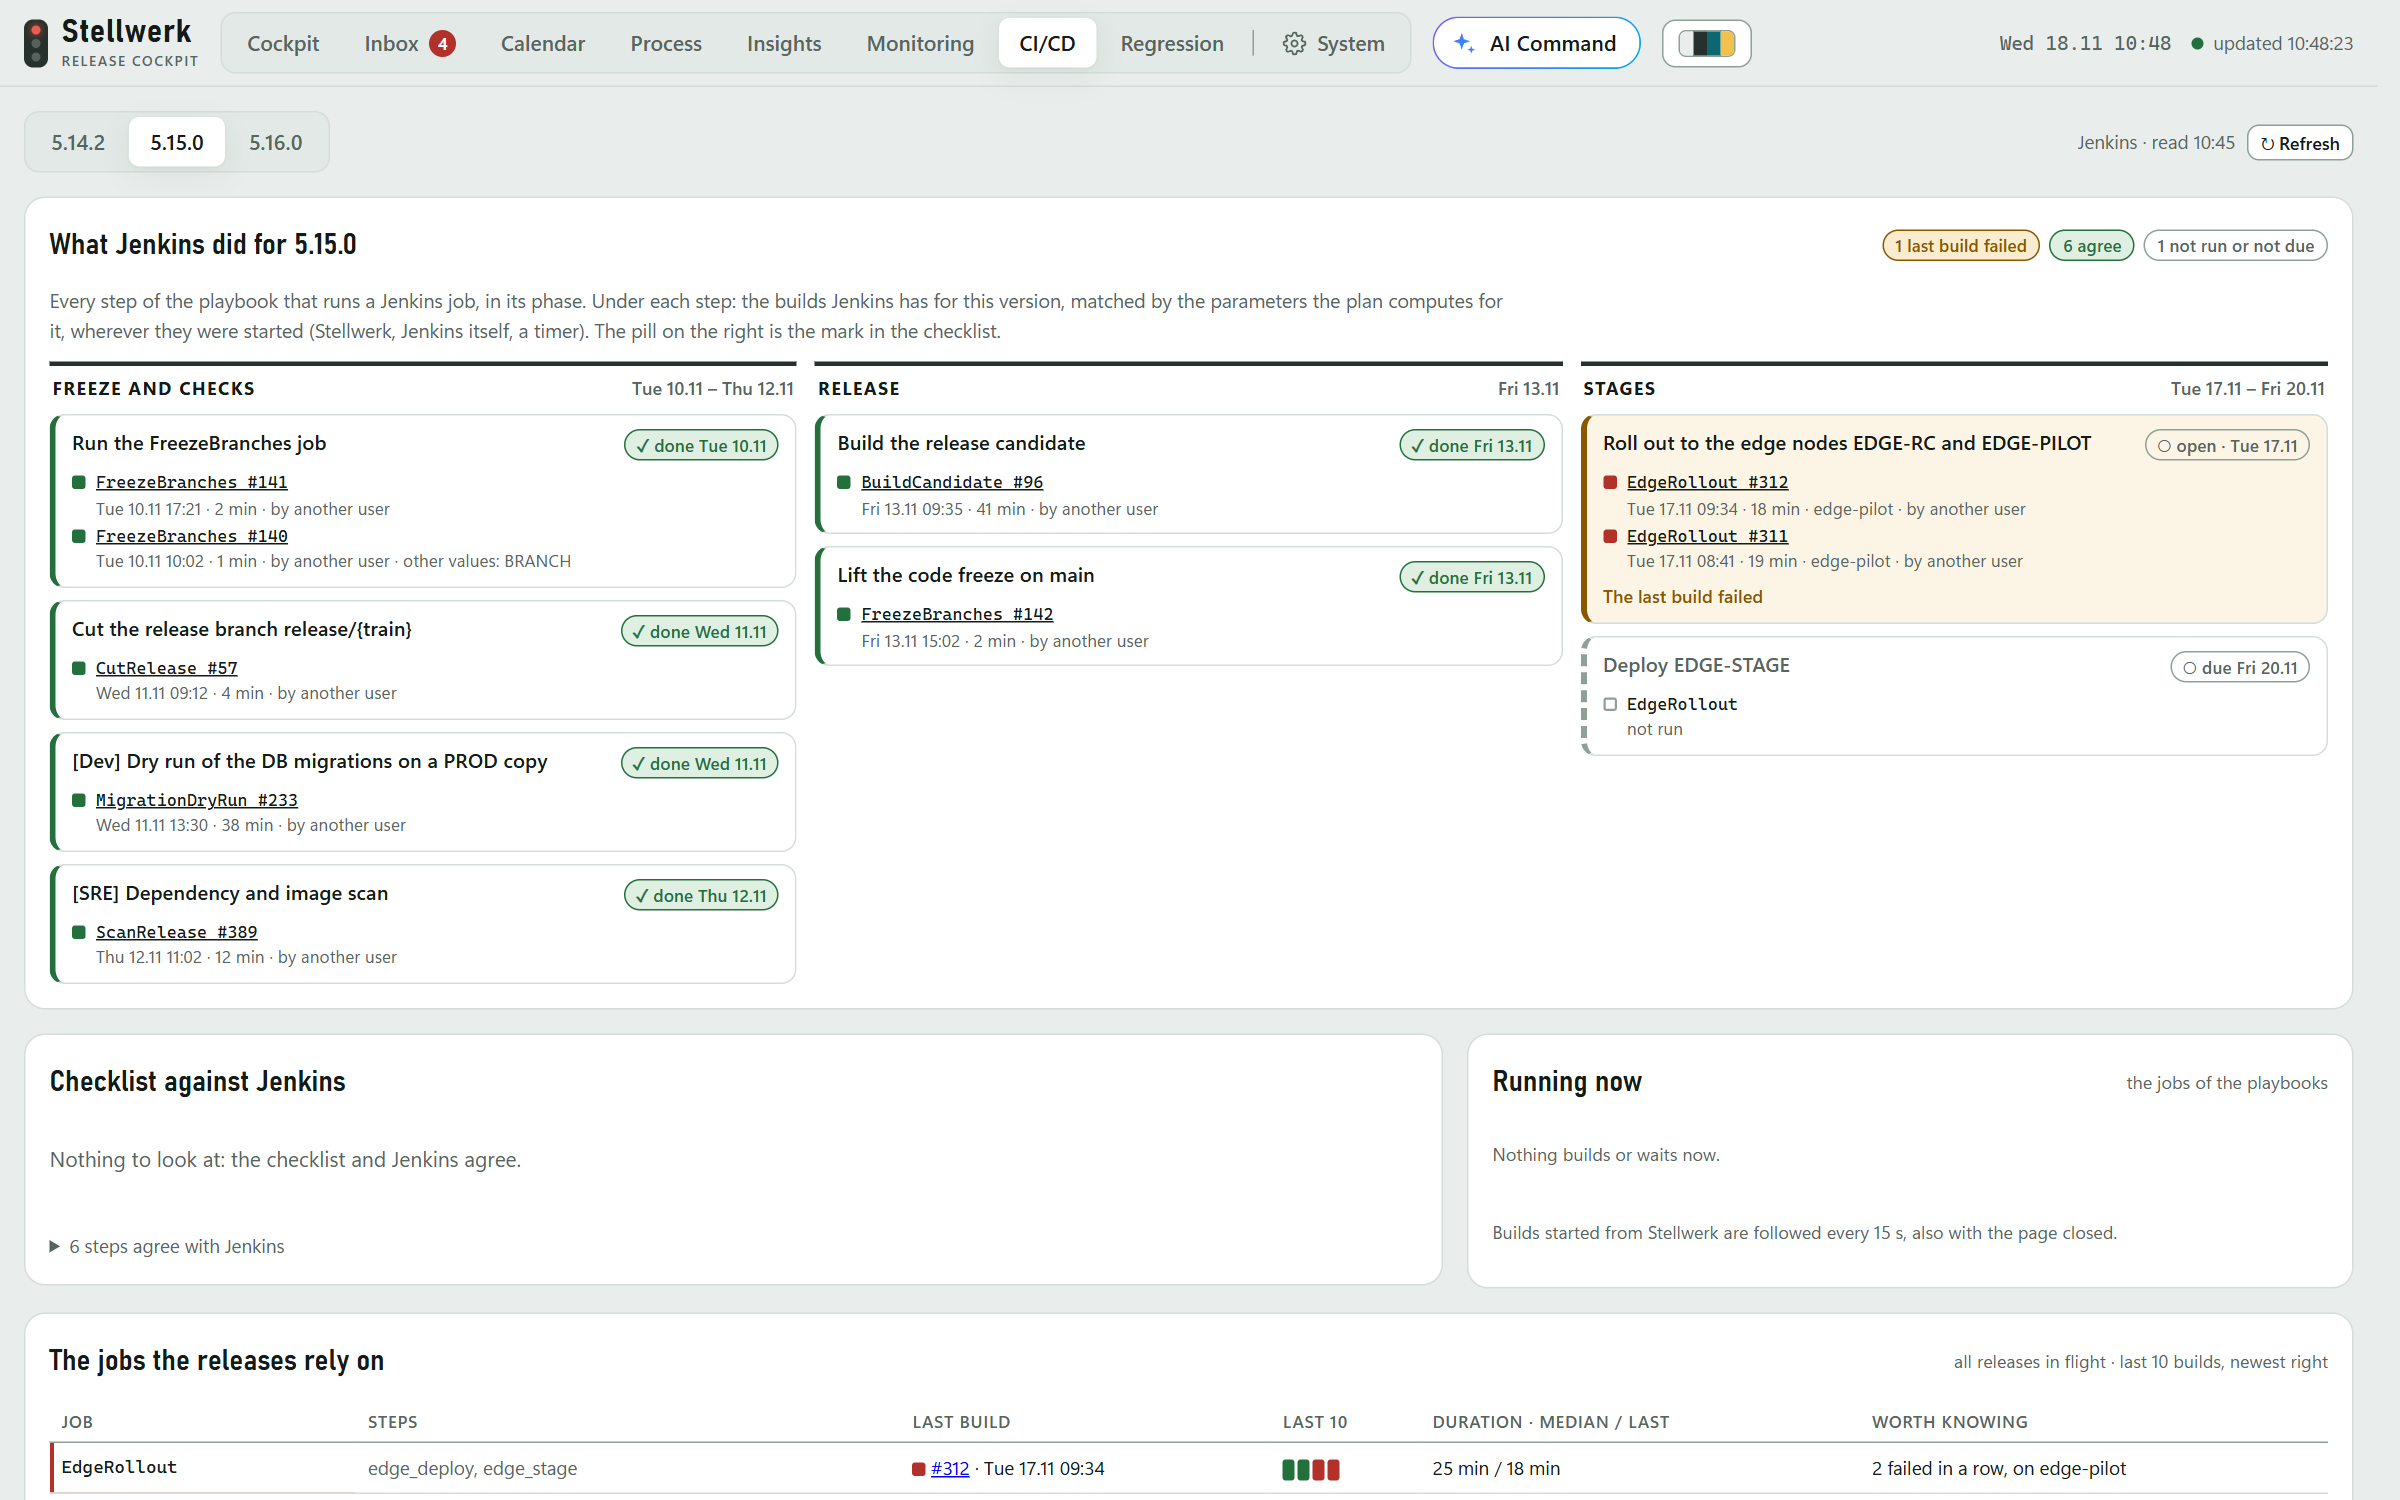 Stellwerk
RELEASE COCKPIT
Cockpit
Inbox 4
Calendar
Process
Insights
Monitoring
CI/CD
Regression
System
AI Command
Wed 18.11 10:48
updated 10:48:23
5.14.2
5.15.0
5.16.0
Jenkins · read 10:45
↻ Refresh
What Jenkins did for 5.15.0
1 last build failed
6 agree
1 not run or not due
Every step of the playbook that runs a Jenkins job, in its phase. Under each step: the builds Jenkins has for this version, matched by the parameters the plan computes for
it, wherever they were started (Stellwerk, Jenkins itself, a timer). The pill on the right is the mark in the checklist.
FREEZE AND CHECKS
Tue 10.11 – Thu 12.11
Run the FreezeBranches job
✓ done Tue 10.11
FreezeBranches #141
Tue 10.11 17:21 · 2 min · by another user
FreezeBranches #140
Tue 10.11 10:02 · 1 min · by another user · other values: BRANCH
Cut the release branch release/{train}
✓ done Wed 11.11
CutRelease #57
Wed 11.11 09:12 · 4 min · by another user
[Dev] Dry run of the DB migrations on a PROD copy
✓ done Wed 11.11
MigrationDryRun #233
Wed 11.11 13:30 · 38 min · by another user
[SRE] Dependency and image scan
✓ done Thu 12.11
ScanRelease #389
Thu 12.11 11:02 · 12 min · by another user
RELEASE
Fri 13.11
Build the release candidate
✓ done Fri 13.11
BuildCandidate #96
Fri 13.11 09:35 · 41 min · by another user
Lift the code freeze on main
✓ done Fri 13.11
FreezeBranches #142
Fri 13.11 15:02 · 2 min · by another user
STAGES
Tue 17.11 – Fri 20.11
Roll out to the edge nodes EDGE-RC and EDGE-PILOT
○ open · Tue 17.11
EdgeRollout #312
Tue 17.11 09:34 · 18 min · edge-pilot · by another user
EdgeRollout #311
Tue 17.11 08:41 · 19 min · edge-pilot · by another user
The last build failed
Deploy EDGE-STAGE
○ due Fri 20.11
EdgeRollout
not run
Checklist against Jenkins
Nothing to look at: the checklist and Jenkins agree.
▶ 6 steps agree with Jenkins
Running now
the jobs of the playbooks
Nothing builds or waits now.
Builds started from Stellwerk are followed every 15 s, also with the page closed.
The jobs the releases rely on
all releases in flight · last 10 builds, newest right
JOB
STEPS
LAST BUILD
LAST 10
DURATION · MEDIAN / LAST
WORTH KNOWING
EdgeRollout
edge_deploy, edge_stage
#312 · Tue 17.11 09:34
25 min / 18 min
2 failed in a row, on edge-pilot